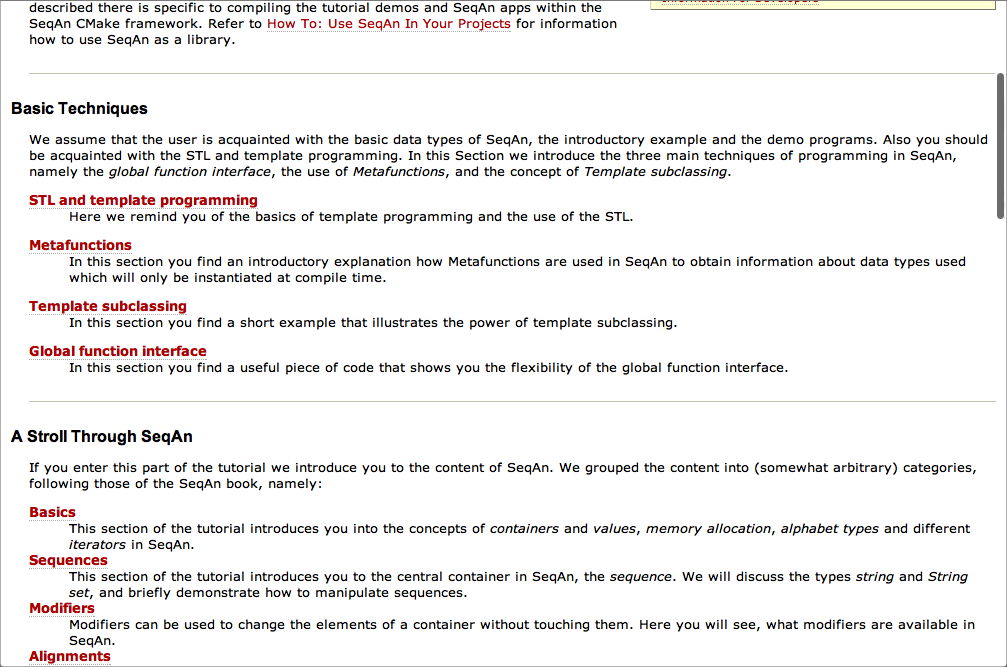 described there is specific to compiling the tutorial demos and SeqAn apps within the
SeqAn CMake framework. Refer to How To: Use SeqAn In Your Projects for information
how to use SeqAn as a library.
Basic Techniques
We assume that the user is acquainted with the basic data types of SeqAn, the introductory example and the demo programs. Also you should
be acquainted with the STL and template programming. In this Section we introduce the three main techniques of programming in SeqAn,
namely the global function interface, the use of Metafunctions, and the concept of Template subclassing.
STL and template programming
Here we remind you of the basics of template programming and the use of the STL.
Metafunctions
In this section you find an introductory explanation how Metafunctions are used in SeqAn to obtain information about data types used
which will only be instantiated at compile time.
Template subclassing
In this section you find a short example that illustrates the power of template subclassing.
Global function interface
In this section you find a useful piece of code that shows you the flexibility of the global function interface.
A Stroll Through SeqAn
If you enter this part of the tutorial we introduce you to the content of SeqAn. We grouped the content into (somewhat arbitrary) categories,
following those of the SeqAn book, namely:
Basics
This section of the tutorial introduces you into the concepts of containers and values, memory allocation, alphabet types and different
iterators in SeqAn.
Sequences
This section of the tutorial introduces you to the central container in SeqAn, the sequence. We will discuss the types string and String
set, and briefly demonstrate how to manipulate sequences.
Modifiers
Modifiers can be used to change the elements of a container without touching them. Here you will see, what modifiers are available in
SeqAn.
Alignments